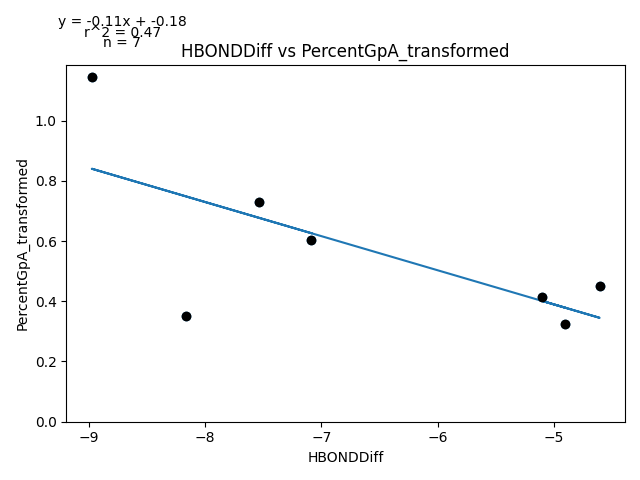 y = -0.11x + -0.18
r^2 = 0.47
n = 7
HBONDDiff vs PercentGpA_transformed
PercentGpA_transformed
1.0
0.8
0.6
0.4
0.2
0.0
−9
−8
−7
−6
−5
HBONDDiff